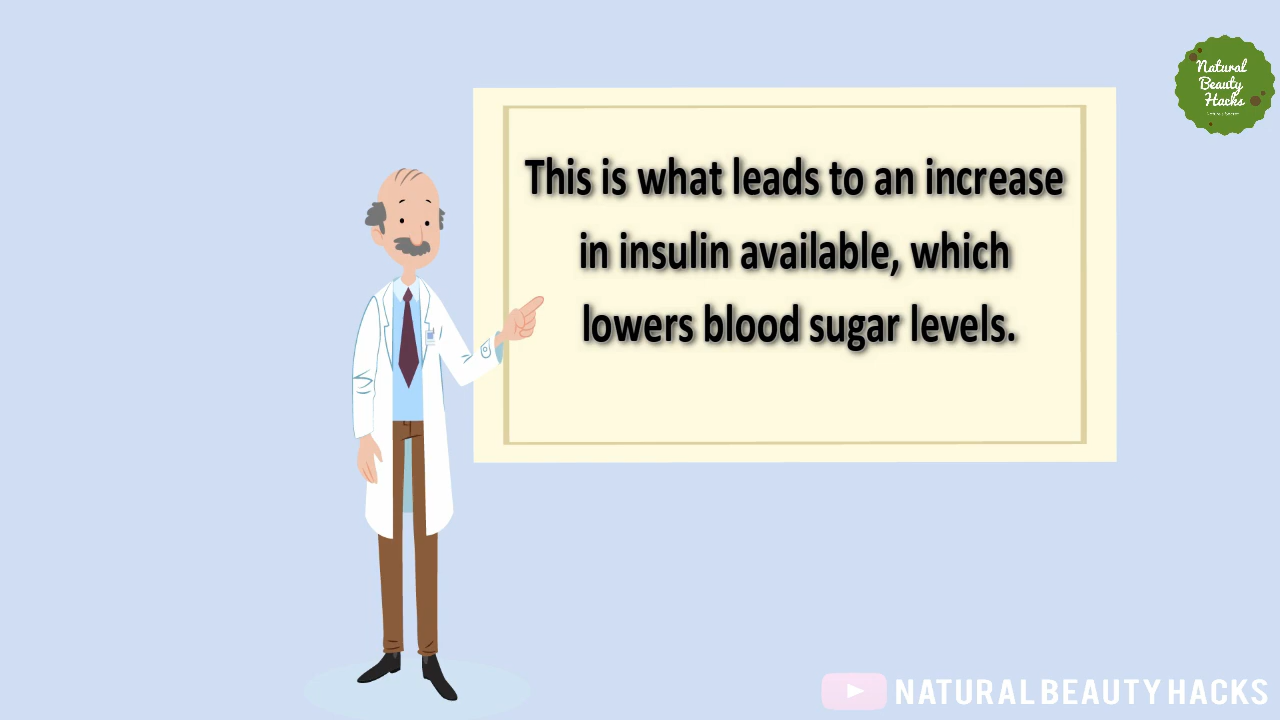 Natural
Beauty
Hacks
This is what leads to an increase
in insulin available, which
lowers blood sugar levels.
NATURAL BEAUTY HACKS